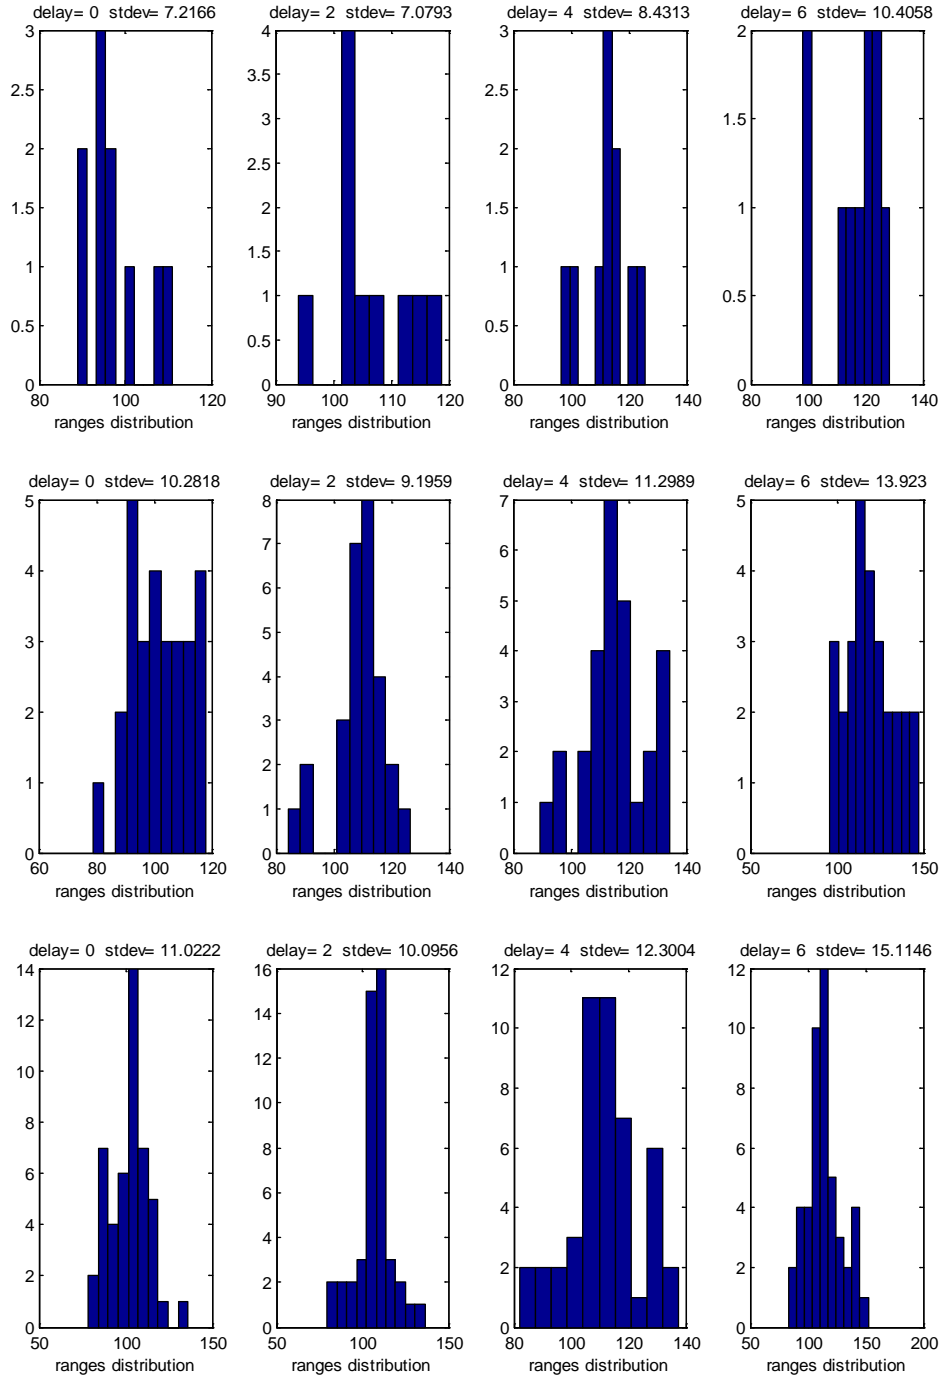 delay= 0 stdev= 7.2166
delay= 2 stdev= 7.0793
delay= 4 stdev= 8.4313
delay= 6 stdev= 10.4058
3
2.5
2
1.5
1
0.5
0
80 100 120
ranges distribution
4
3.5
3
2.5
2
1.5
1
0.5
0
90 100 110 120
ranges distribution
3
2.5
2
1.5
1
0.5
0
80 100 120 140
ranges distribution
2
1.5
1
0.5
0
80 100 120 140
ranges distribution
delay= 0 stdev= 10.2818
delay= 2 stdev= 9.1959
delay= 4 stdev= 11.2989
delay= 6 stdev= 13.923
5
4
3
2
1
0
60 80 100 120
ranges distribution
8
7
6
5
4
3
2
1
0
80 100 120 140
ranges distribution
7
6
5
4
3
2
1
0
80 100 120 140
ranges distribution
5
4
3
2
1
0
50 100 150
ranges distribution
delay= 0 stdev= 11.0222
delay= 2 stdev= 10.0956
delay= 4 stdev= 12.3004
delay= 6 stdev= 15.1146
14
12
10
8
6
4
2
0
50 100 150
ranges distribution
16
14
12
10
8
6
4
2
0
50 100 150
ranges distribution
12
10
8
6
4
2
0
80 100 120 140
ranges distribution
12
10
8
6
4
2
0
50 100 150 200
ranges distribution